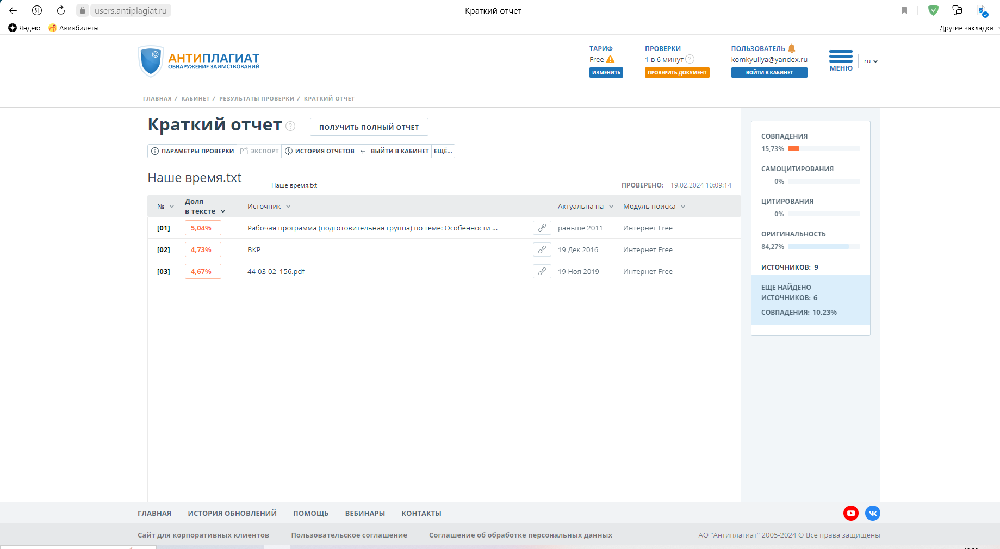 users.antiplagiat.ru
Краткий отчет
Яндекс
Авиабилеты
Другие закладки
АНТИПЛАГИАТ
ОБНАРУЖЕНИЕ ЗАИМСТВОВАНИЙ
ТАРИФ
Free
ИЗМЕНИТЬ
ПРОВЕРКИ
1 в 6 минут ?
ПРОВЕРИТЬ ДОКУМЕНТ
ПОЛЬЗОВАТЕЛЬ
komkyuliya@yandex.ru
ВОЙТИ В КАБИНЕТ
МЕНЮ
ru
ГЛАВНАЯ / КАБИНЕТ / РЕЗУЛЬТАТЫ ПРОВЕРКИ / КРАТКИЙ ОТЧЕТ
Краткий отчет ?
ПОЛУЧИТЬ ПОЛНЫЙ ОТЧЕТ
ПАРАМЕТРЫ ПРОВЕРКИ ЭКСПОРТ ИСТОРИЯ ОТЧЕТОВ ВЫЙТИ В КАБИНЕТ ЕЩЁ...
Наше время.txt
Наше время.txt
ПРОВЕРЕНО: 19.02.2024 10:09:14
№ Доля в тексте Источник Актуальна на Модуль поиска
[01] 5,04% Рабочая программа (подготовительная группа) по теме: Особенности ... раньше 2011 Интернет Free
[02] 4,73% ВКР 19 Дек 2016 Интернет Free
[03] 4,67% 44-03-02_156.pdf 19 Ноя 2019 Интернет Free
СОВПАДЕНИЯ
15,73%
САМОЦИТИРОВАНИЯ
0%
ЦИТИРОВАНИЯ
0%
ОРИГИНАЛЬНОСТЬ
84,27%
ИСТОЧНИКОВ: 9
ЕЩЕ НАЙДЕНО
ИСТОЧНИКОВ: 6
СОВПАДЕНИЯ: 10,23%
ГЛАВНАЯ ИСТОРИЯ ОБНОВЛЕНИЙ ПОМОЩЬ ВЕБИНАРЫ КОНТАКТЫ
Сайт для корпоративных клиентов Пользовательское соглашение Соглашение об обработке персональных данных АО "Антиплагиат" 2005-2024 © Все права защищены